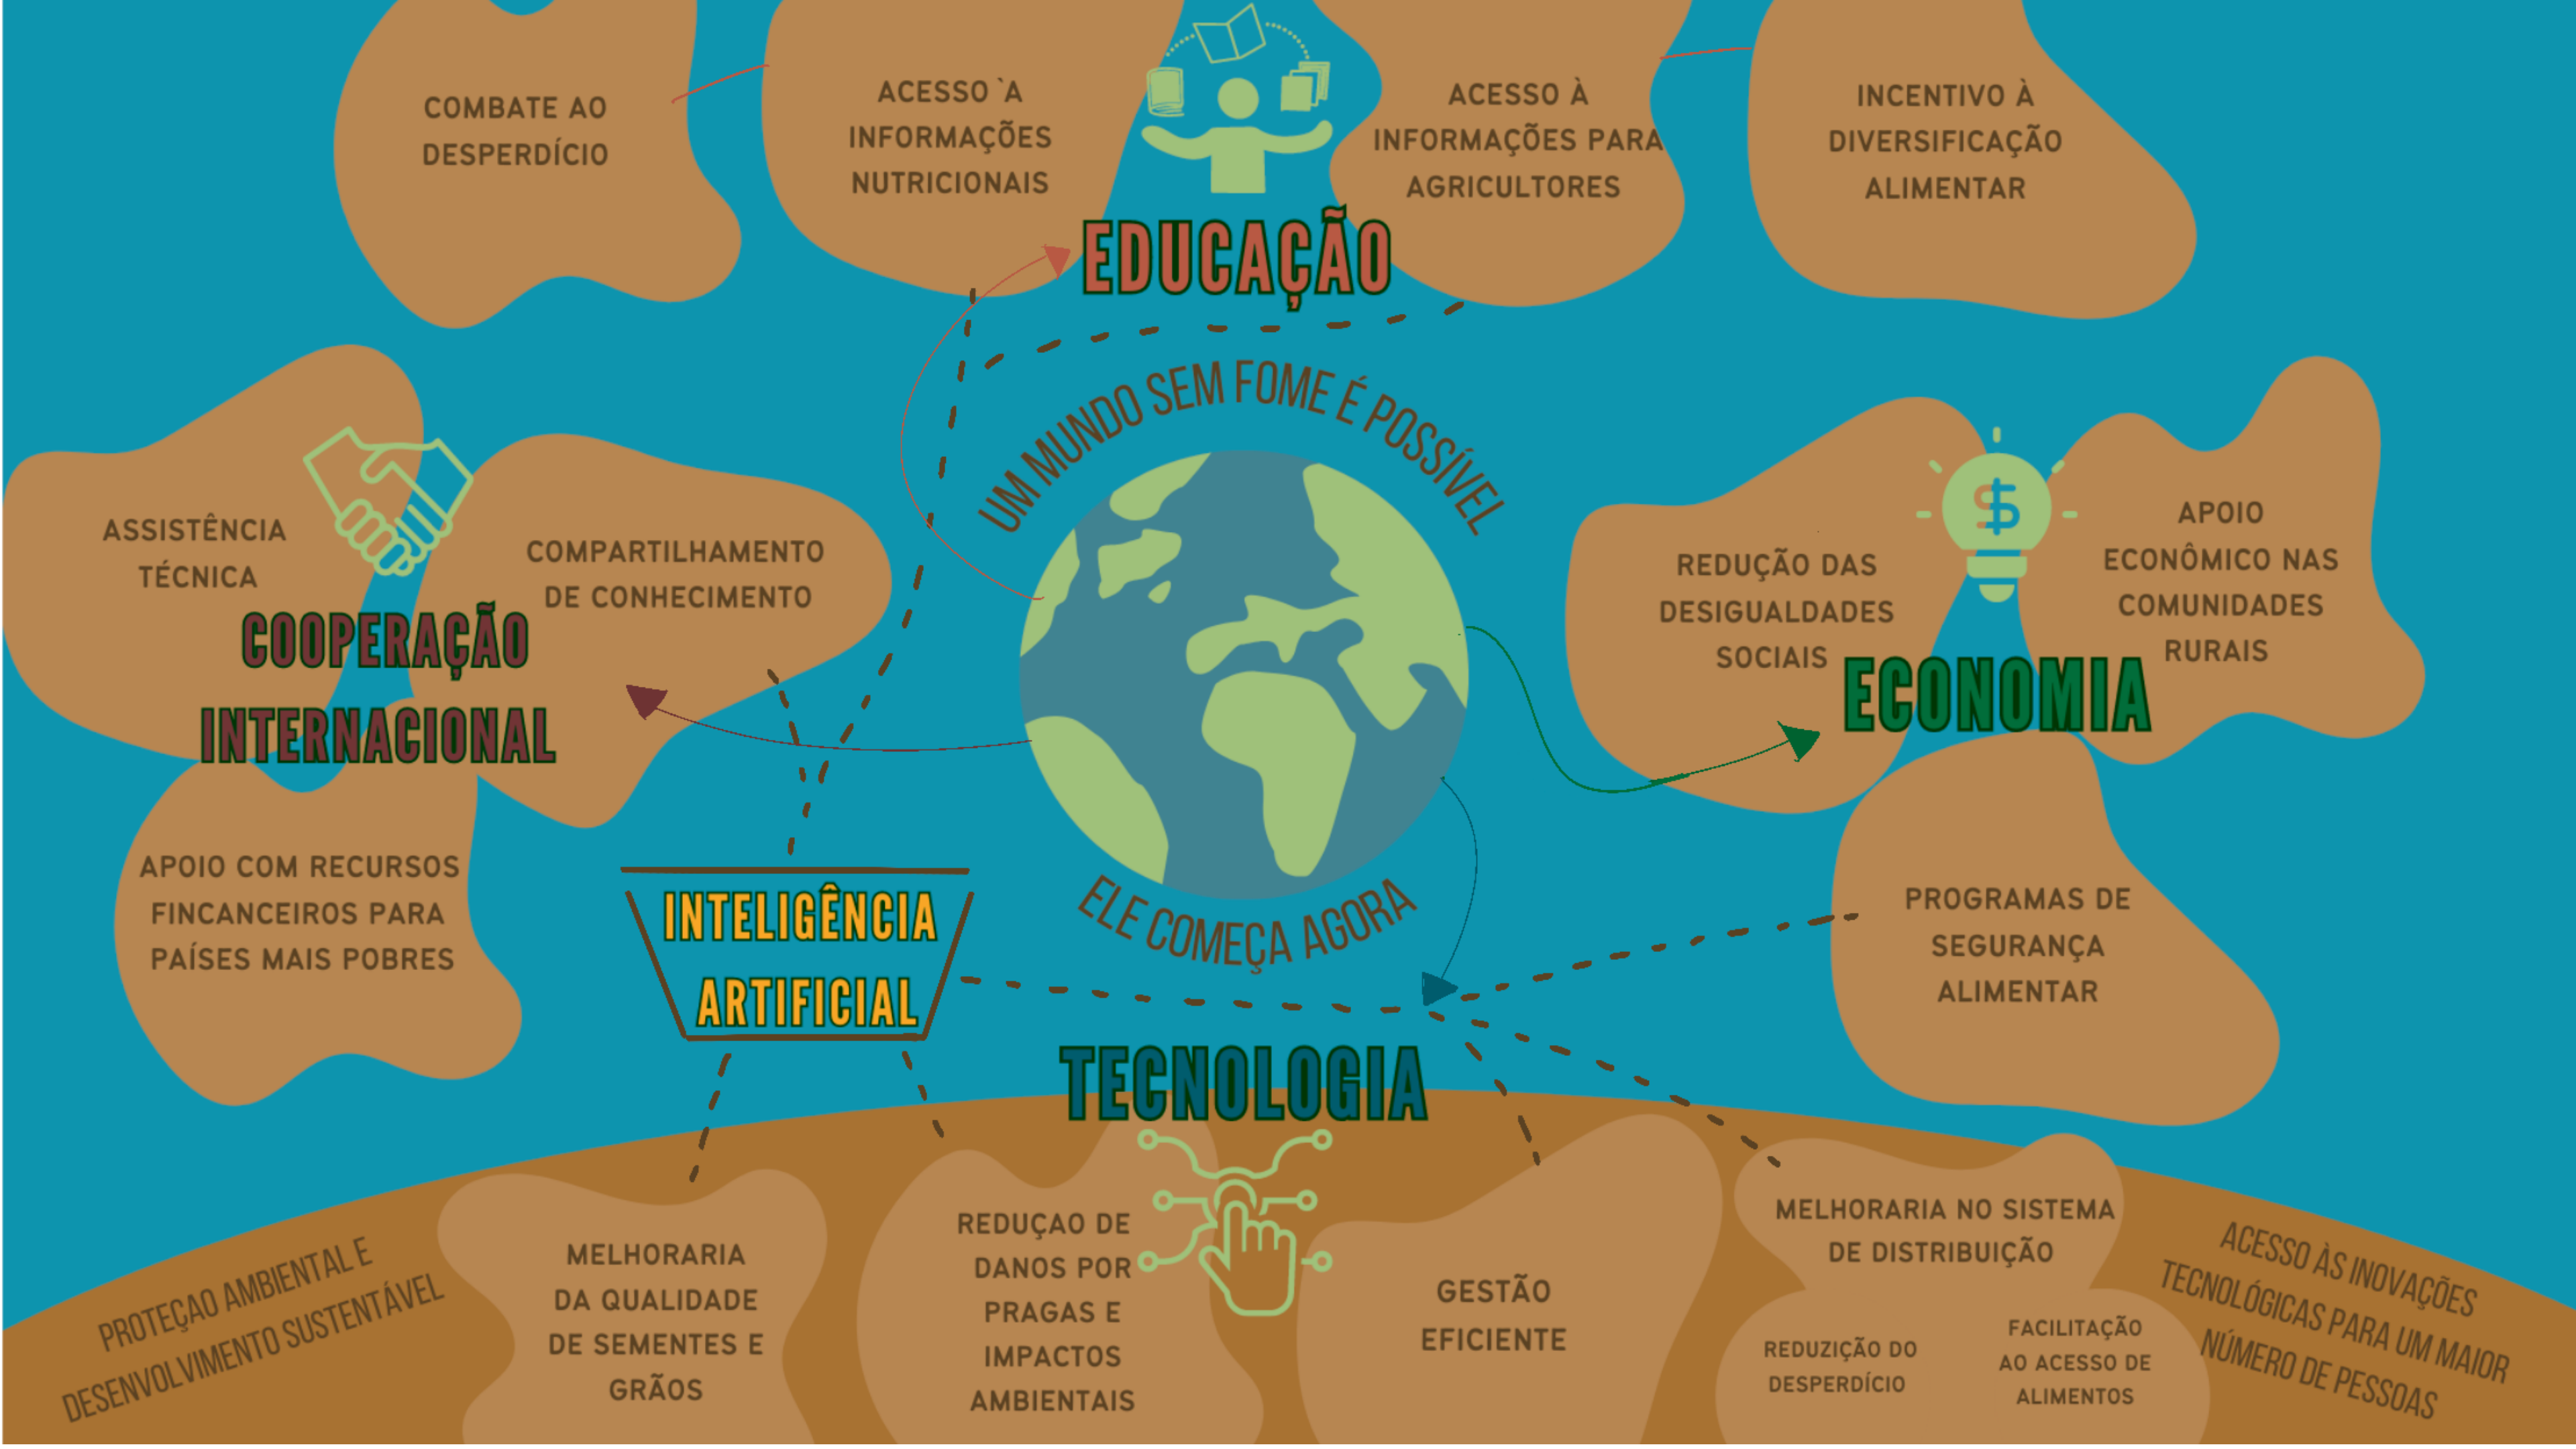 COMBATE AO
DESPERDÍCIO
ACESSO `A
INFORMAÇÕES
NUTRICIONAIS
ACESSO À
INFORMAÇÕES PARA
AGRICULTORES
INCENTIVO À
DIVERSIFICAÇÃO
ALIMENTAR
EDUCAÇÃO
UM MUNDO SEM FOME É POSSÍVEL
ASSISTÊNCIA
TÉCNICA
COMPARTILHAMENTO
DE CONHECIMENTO
COOPERAÇÃO
INTERNACIONAL
APOIO COM RECURSOS
FINCANCEIROS PARA
PAÍSES MAIS POBRES
$
REDUÇÃO DAS
DESIGUALDADES
SOCIAIS
APOIO
ECONÔMICO NAS
COMUNIDADES
RURAIS
ECONOMIA
PROGRAMAS DE
SEGURANÇA
ALIMENTAR
ELE COMEÇA AGORA
INTELIGÊNCIA
ARTIFICIAL
TECNOLOGIA
PROTEÇAO AMBIENTAL E
DESENVOLVIMENTO SUSTENTÁVEL
MELHORARIA
DA QUALIDADE
DE SEMENTES E
GRÃOS
REDUÇAO DE
DANOS POR
PRAGAS E
IMPACTOS
AMBIENTAIS
GESTÃO
EFICIENTE
MELHORARIA NO SISTEMA
DE DISTRIBUIÇÃO
REDUZIÇÃO DO
DESPERDÍCIO
FACILITAÇÃO
AO ACESSO DE
ALIMENTOS
ACESSO ÀS INOVAÇÕES
TECNOLÓGICAS PARA UM MAIOR
NÚMERO DE PESSOAS